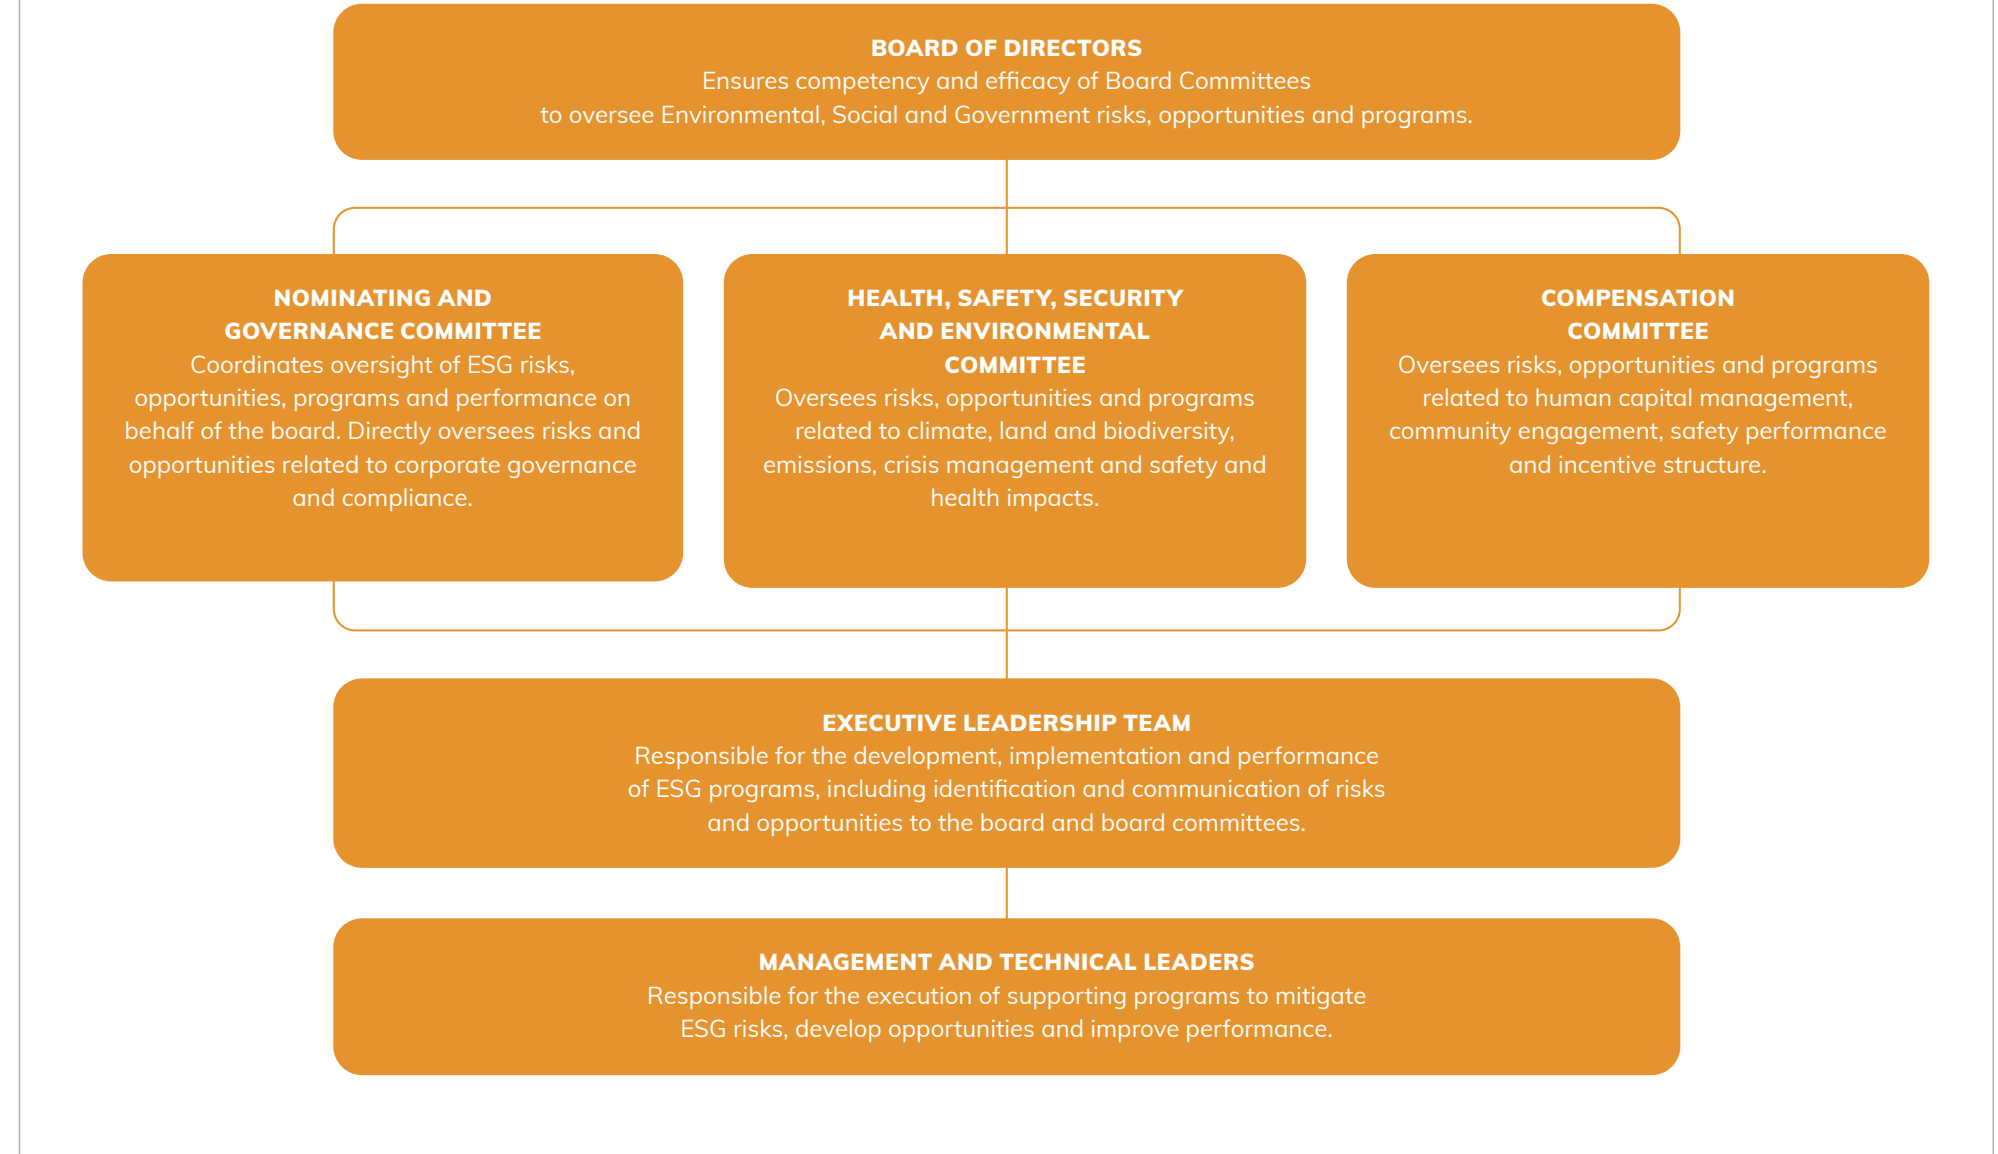 BOARD OF DIRECTORS
Ensures competency and efficacy of Board Committees
to oversee Environmental, Social and Government risks, opportunities and programs.
NOMINATING AND
GOVERNANCE COMMITTEE
Coordinates oversight of ESG risks,
opportunities, programs and performance on
behalf of the board. Directly oversees risks and
opportunities related to corporate governance
and compliance.
HEALTH, SAFETY, SECURITY
AND ENVIRONMENTAL
COMMITTEE
Oversees risks, opportunities and programs
related to climate, land and biodiversity,
emissions, crisis management and safety and
health impacts.
COMPENSATION
COMMITTEE
Oversees risks, opportunities and programs
related to human capital management,
community engagement, safety performance
and incentive structure.
EXECUTIVE LEADERSHIP TEAM
Responsible for the development, implementation and performance
of ESG programs, including identification and communication of risks
and opportunities to the board and board committees.
MANAGEMENT AND TECHNICAL LEADERS
Responsible for the execution of supporting programs to mitigate
ESG risks, develop opportunities and improve performance.